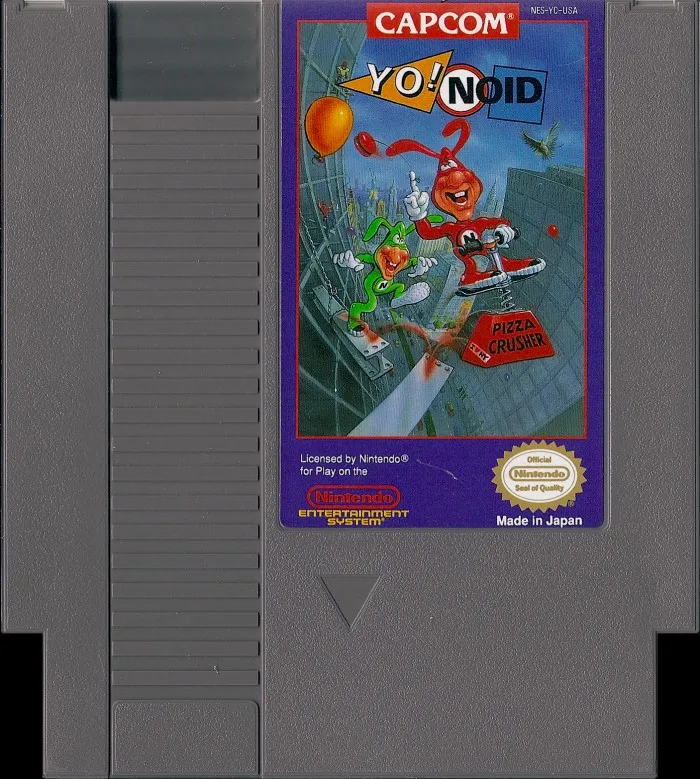 NES-YC-USA
CAPCOM®
YO! NOID
N
N
PIZZA
CRUSHER
Licensed by Nintendo®
for Play on the
Nintendo
ENTERTAINMENT
SYSTEM®
Official
Nintendo
Seal of Quality
Made in Japan